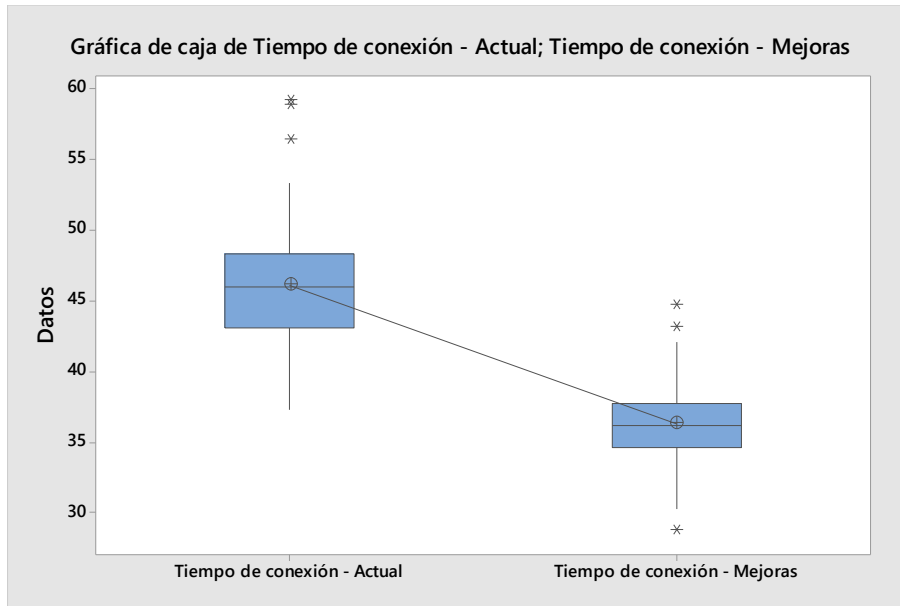 Gráfica de caja de Tiempo de conexión - Actual; Tiempo de conexión - Mejoras
60
55
50
45
40
35
30
Datos
Tiempo de conexión - Actual
Tiempo de conexión - Mejoras